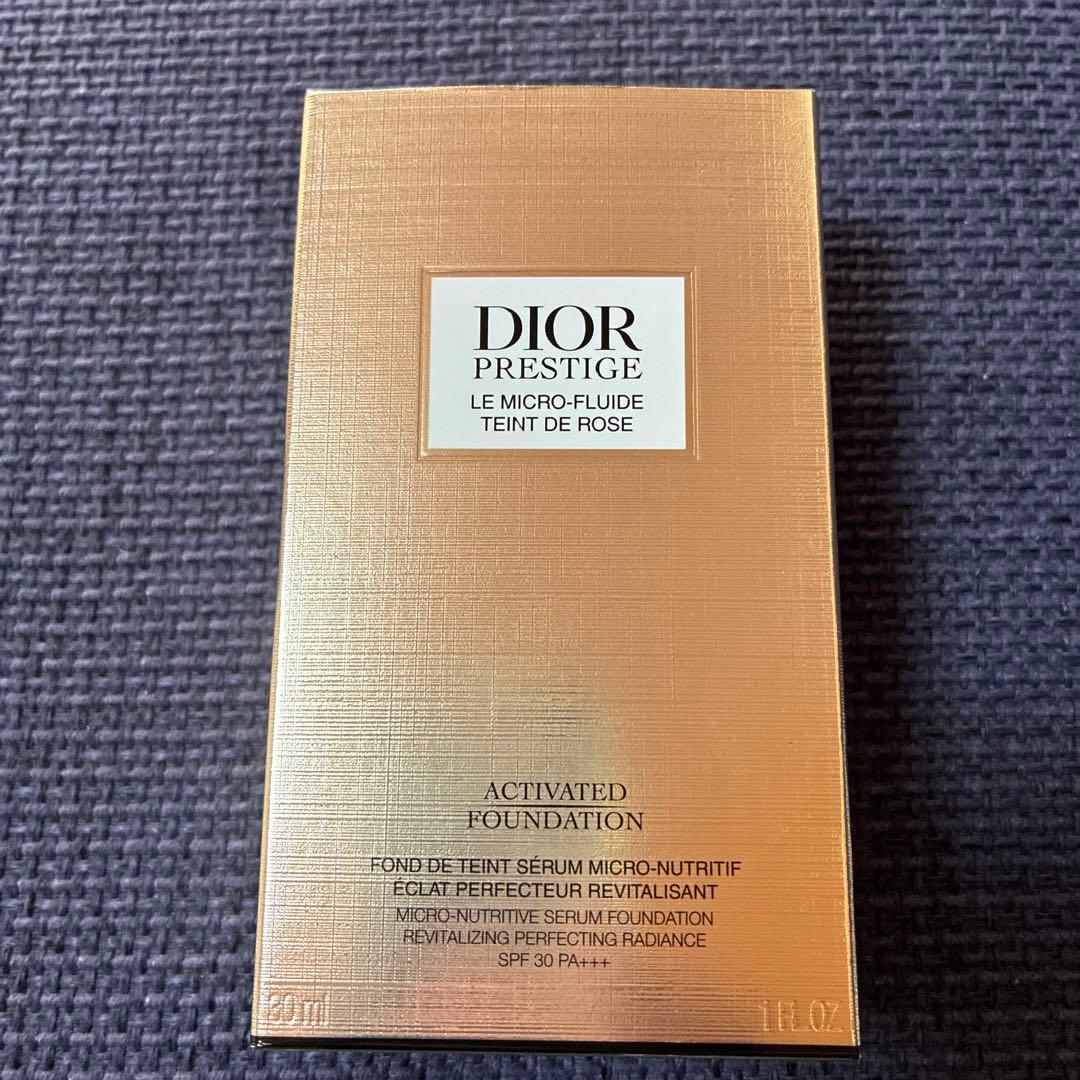 DIOR
PRESTIGE
LE MICRO-FLUIDE
TEINT DE ROSE
ACTIVATED
FOUNDATION
FOND DE TEINT SÉRUM MICRO-NUTRITIF
ÉCLAT PERFECTEUR REVITALISANT
MICRO-NUTRITIVE SERUM FOUNDATION
REVITALIZING PERFECTING RADIANCE
SPF 30 PA+++
30 ml 1 FL.OZ